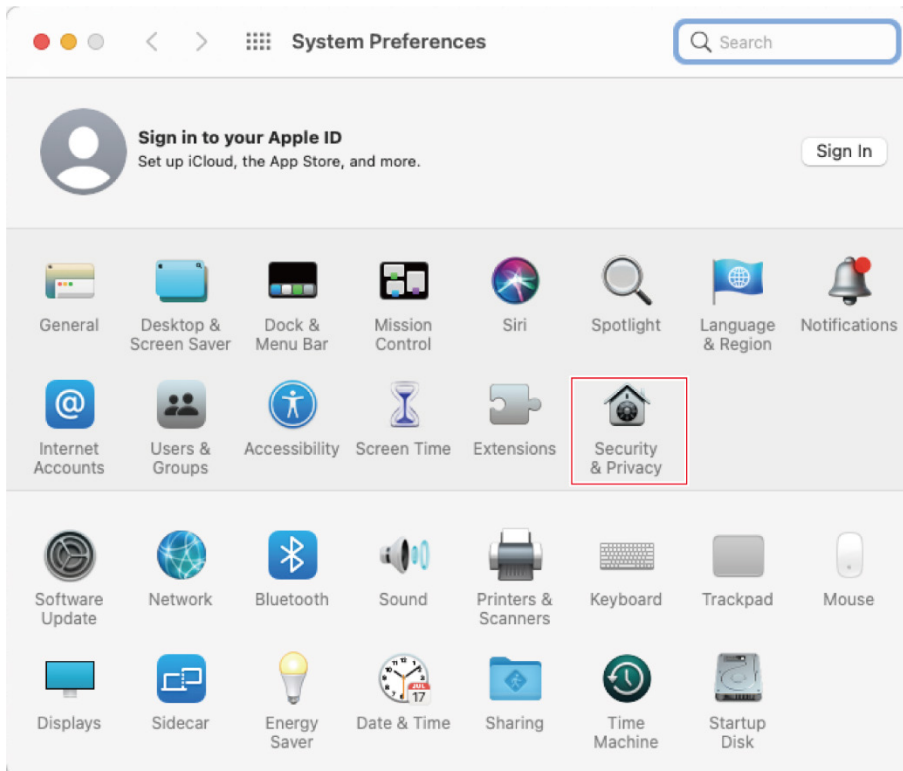 System Preferences
Search
Sign in to your Apple ID
Set up iCloud, the App Store, and more.
Sign In
General
Desktop &
Screen Saver
Dock &
Menu Bar
Mission
Control
Siri
Spotlight
Language
& Region
Notifications
Internet
Accounts
Users &
Groups
Accessibility
Screen Time
Extensions
Security
& Privacy
Software
Update
Network
Bluetooth
Sound
Printers &
Scanners
Keyboard
Trackpad
Mouse
Displays
Sidecar
Energy
Saver
JUL
17
Date & Time
Sharing
Time
Machine
Startup
Disk